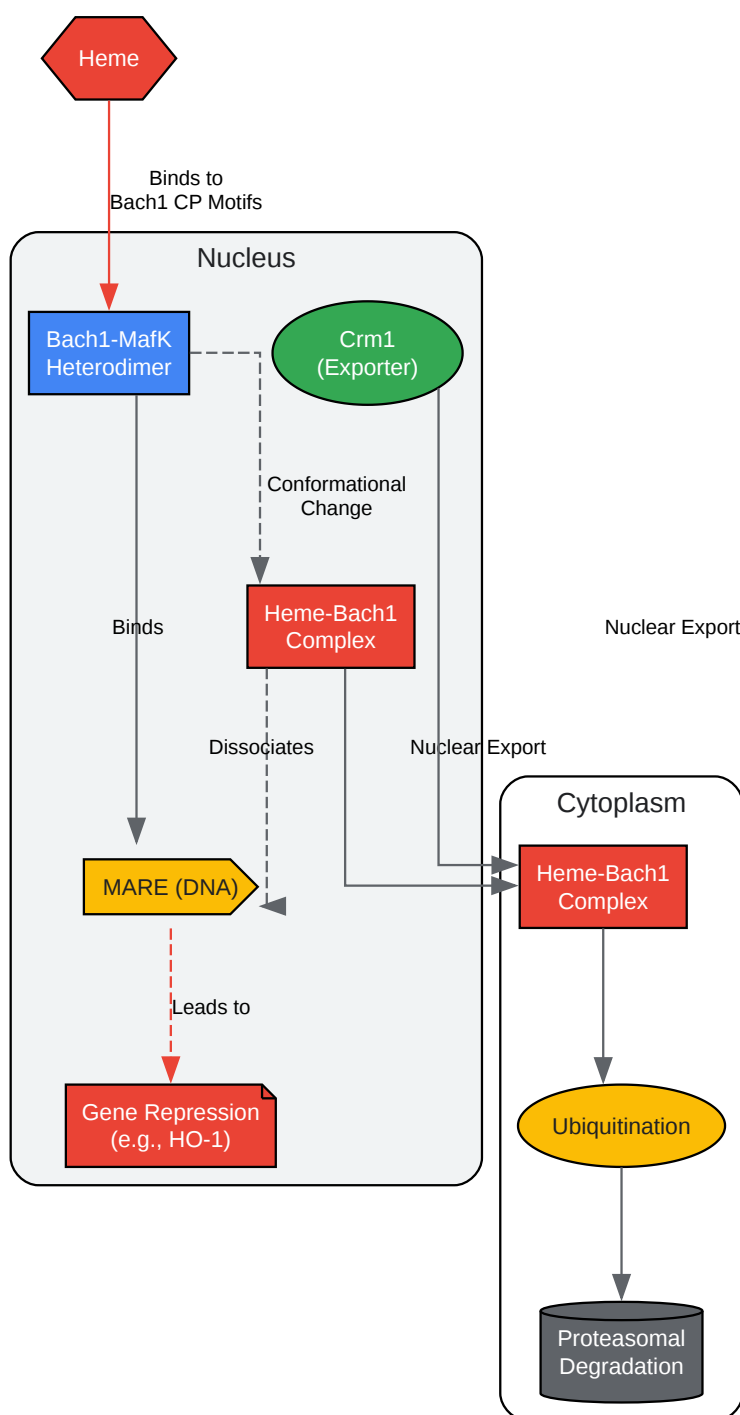 Heme
Binds to
Bach1 CP Motifs
Nucleus
Bach1-MafK
Heterodimer
Crm1
(Exporter)
Conformational
Change
Heme-Bach1
Complex
Binds
Nuclear Export
Dissociates
Nuclear Export
Cytoplasm
MARE (DNA)
Heme-Bach1
Complex
Leads to
Gene Repression
(e.g., HO-1)
Ubiquitination
Proteasomal
Degradation